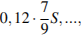 0,12 · 7/9 S,...,